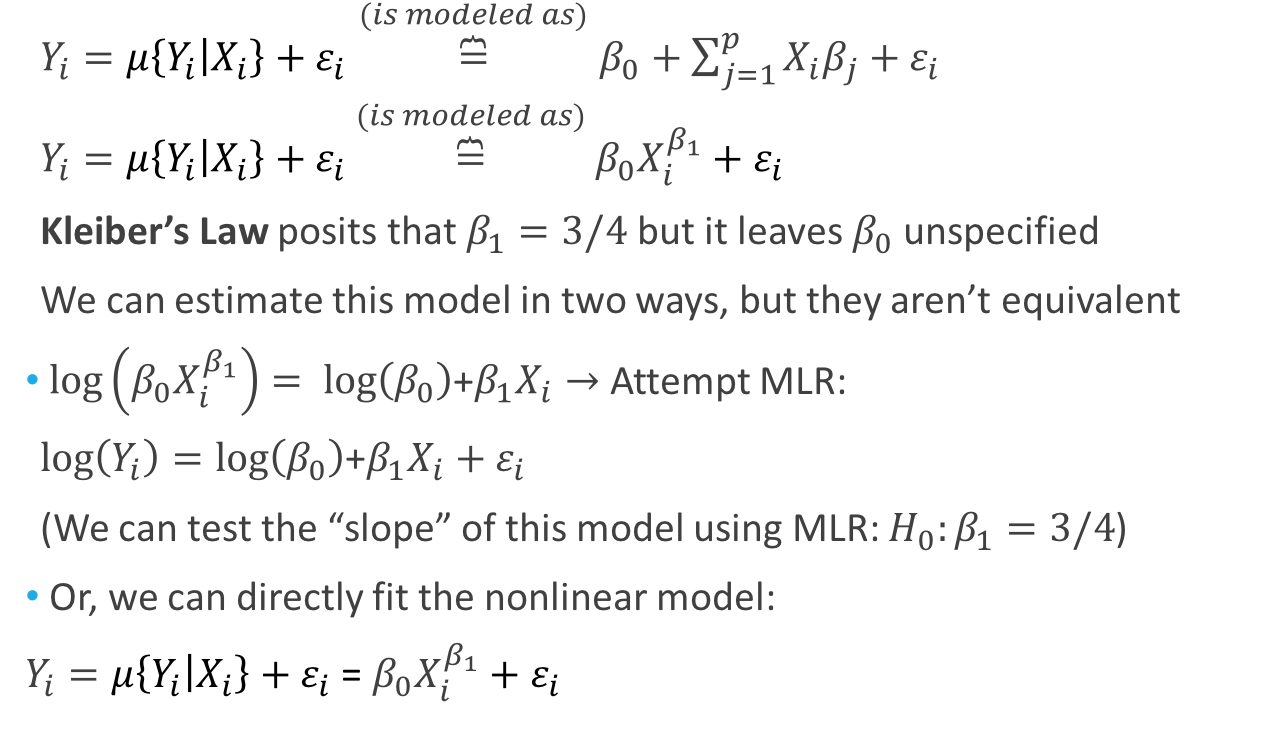 (is modeled as)
Yᵢ = μ{Yᵢ|Xᵢ} + εᵢ ≘ β₀ + ∑ᵖⱼ₌₁ Xᵢβⱼ + εᵢ
(is modeled as)
Yᵢ = μ{Yᵢ|Xᵢ} + εᵢ ≘ β₀Xᵢ^β₁ + εᵢ
Kleiber’s Law posits that β₁ = 3/4 but it leaves β₀ unspecified
We can estimate this model in two ways, but they aren’t equivalent
• log(β₀Xᵢ^β₁) = log(β₀)+β₁Xᵢ → Attempt MLR:
log(Yᵢ) = log(β₀)+β₁Xᵢ + εᵢ
(We can test the “slope” of this model using MLR: H₀: β₁ = 3/4)
• Or, we can directly fit the nonlinear model:
Yᵢ = μ{Yᵢ|Xᵢ} + εᵢ = β₀Xᵢ^β₁ + εᵢ